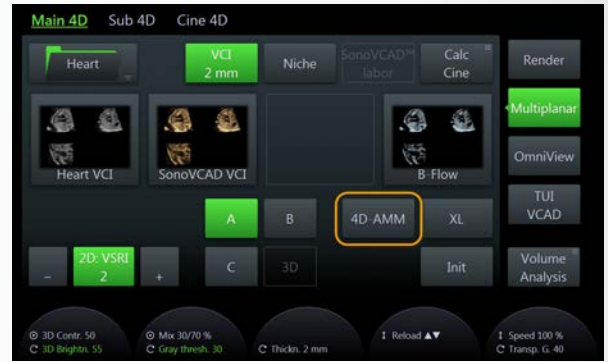 Main 4D Sub 4D Cine 4D
Heart VCI 2 mm Niche SonoVCAD™ labor Calc Cine Render
Multiplanar
Heart VCI SonoVCAD VCI B-Flow
OmniView
A B 4D-AMM XL TUI VCAD
- 2D: VSRI 2 + C 3D Init Volume Analysis
3D Contr. 50 Mix 30/70 % 1 Reload ▲▼ 1 Speed 100 %
C 3D Brightn. 55 C Gray thresh. 30 C Thickn. 2 mm C Transp. G. 40